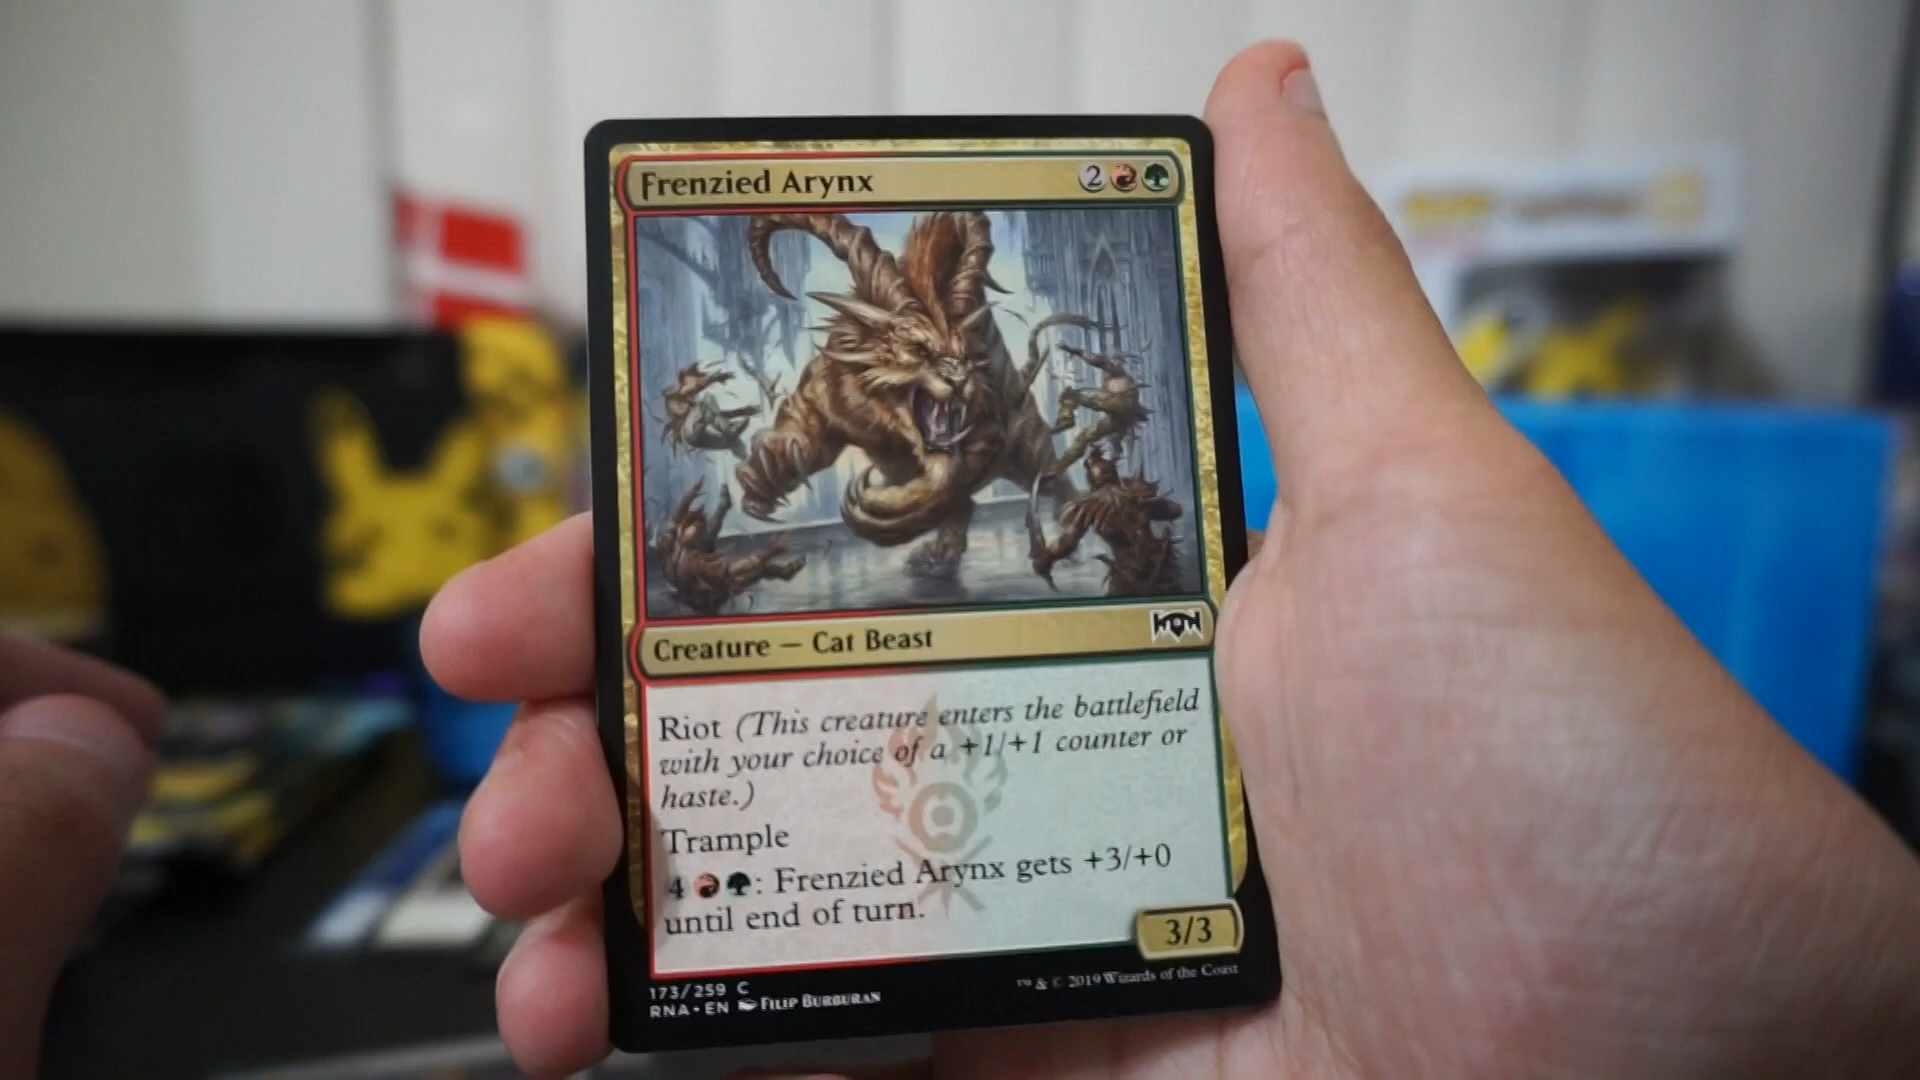 Frenzied Arynx 2
Creature — Cat Beast
Riot (This creature enters the battlefield
with your choice of a +1/+1 counter or
haste.)
Trample
4 : Frenzied Arynx gets +3/+0
until end of turn.
3/3
173/259 C
RNA • EN Filip Burburan
™ & © 2019 Wizards of the Coast